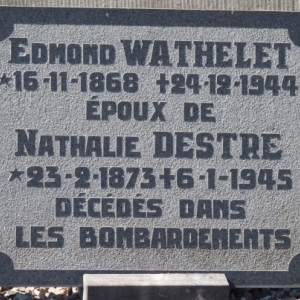 EDMOND WATHELET
*16-11-1868 †24-12-1944
ÉPOUX DE
NATHALIE DESTRE
*23-2-1873 †6-1-1945
DÉCÉDÉS DANS
LES BOMBARDEMENTS